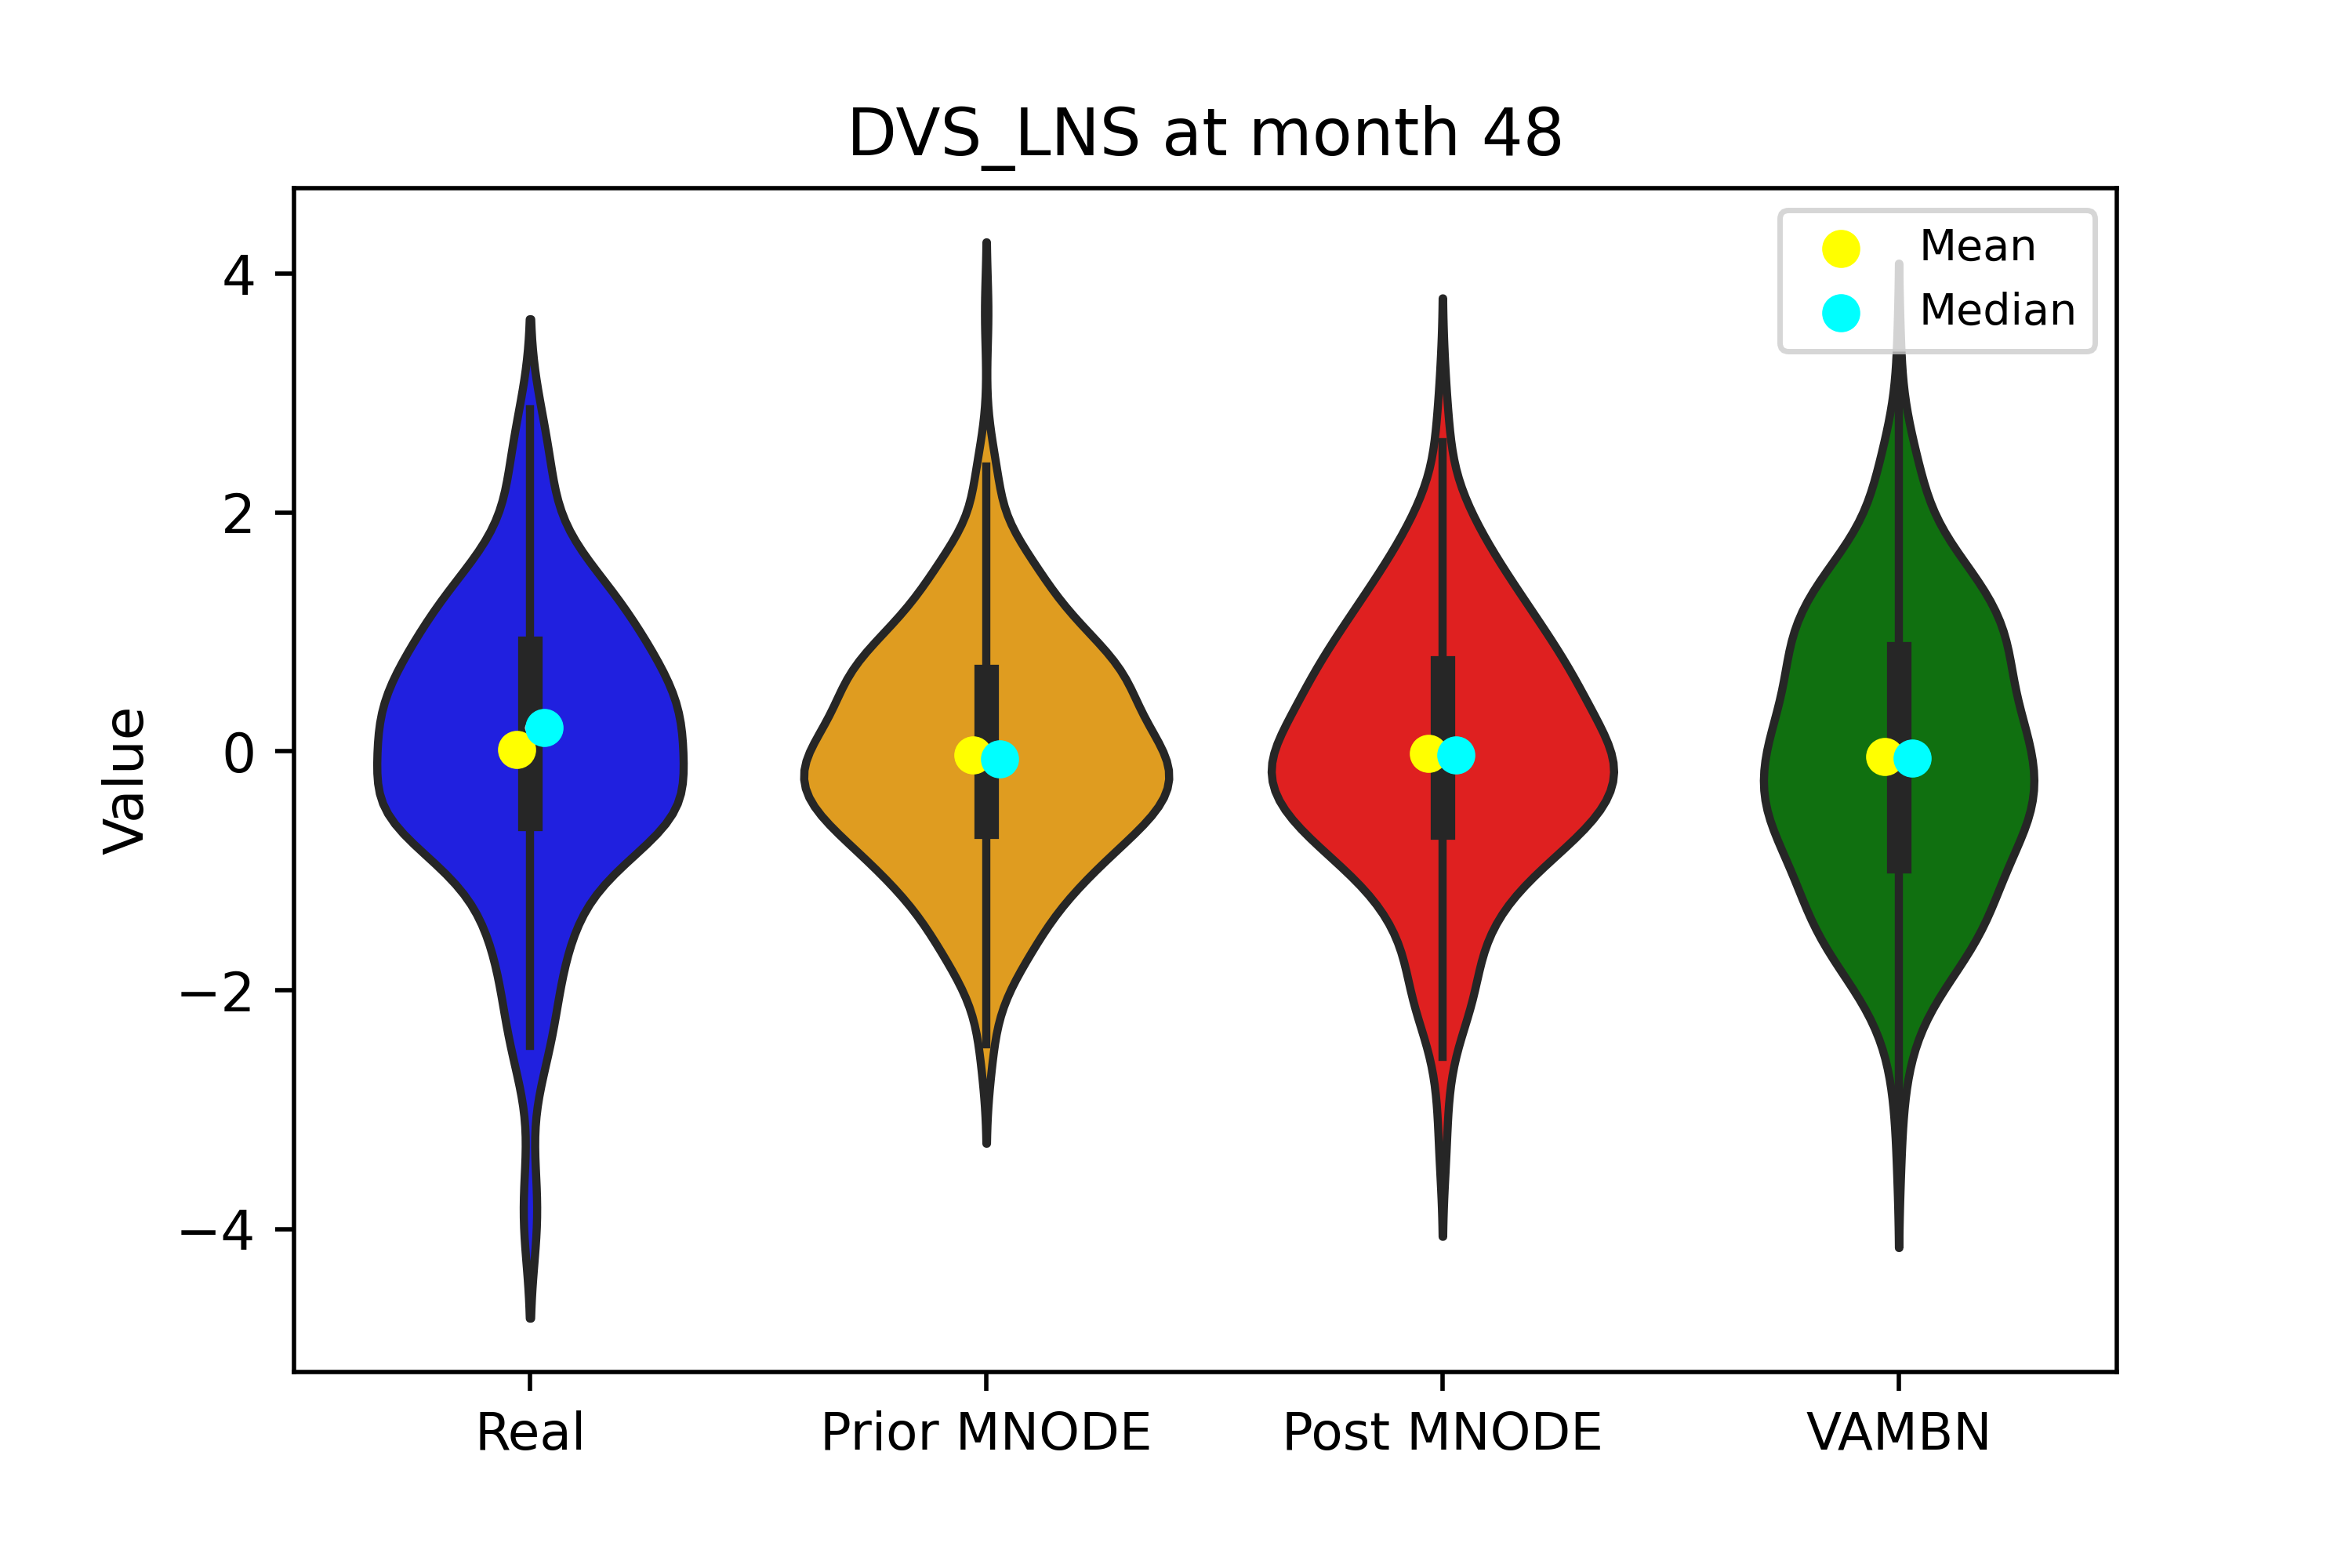 DVS_LNS at month 48
Mean
Median
4
2
0
−2
−4
Value
Real
Prior MNODE
Post MNODE
VAMBN